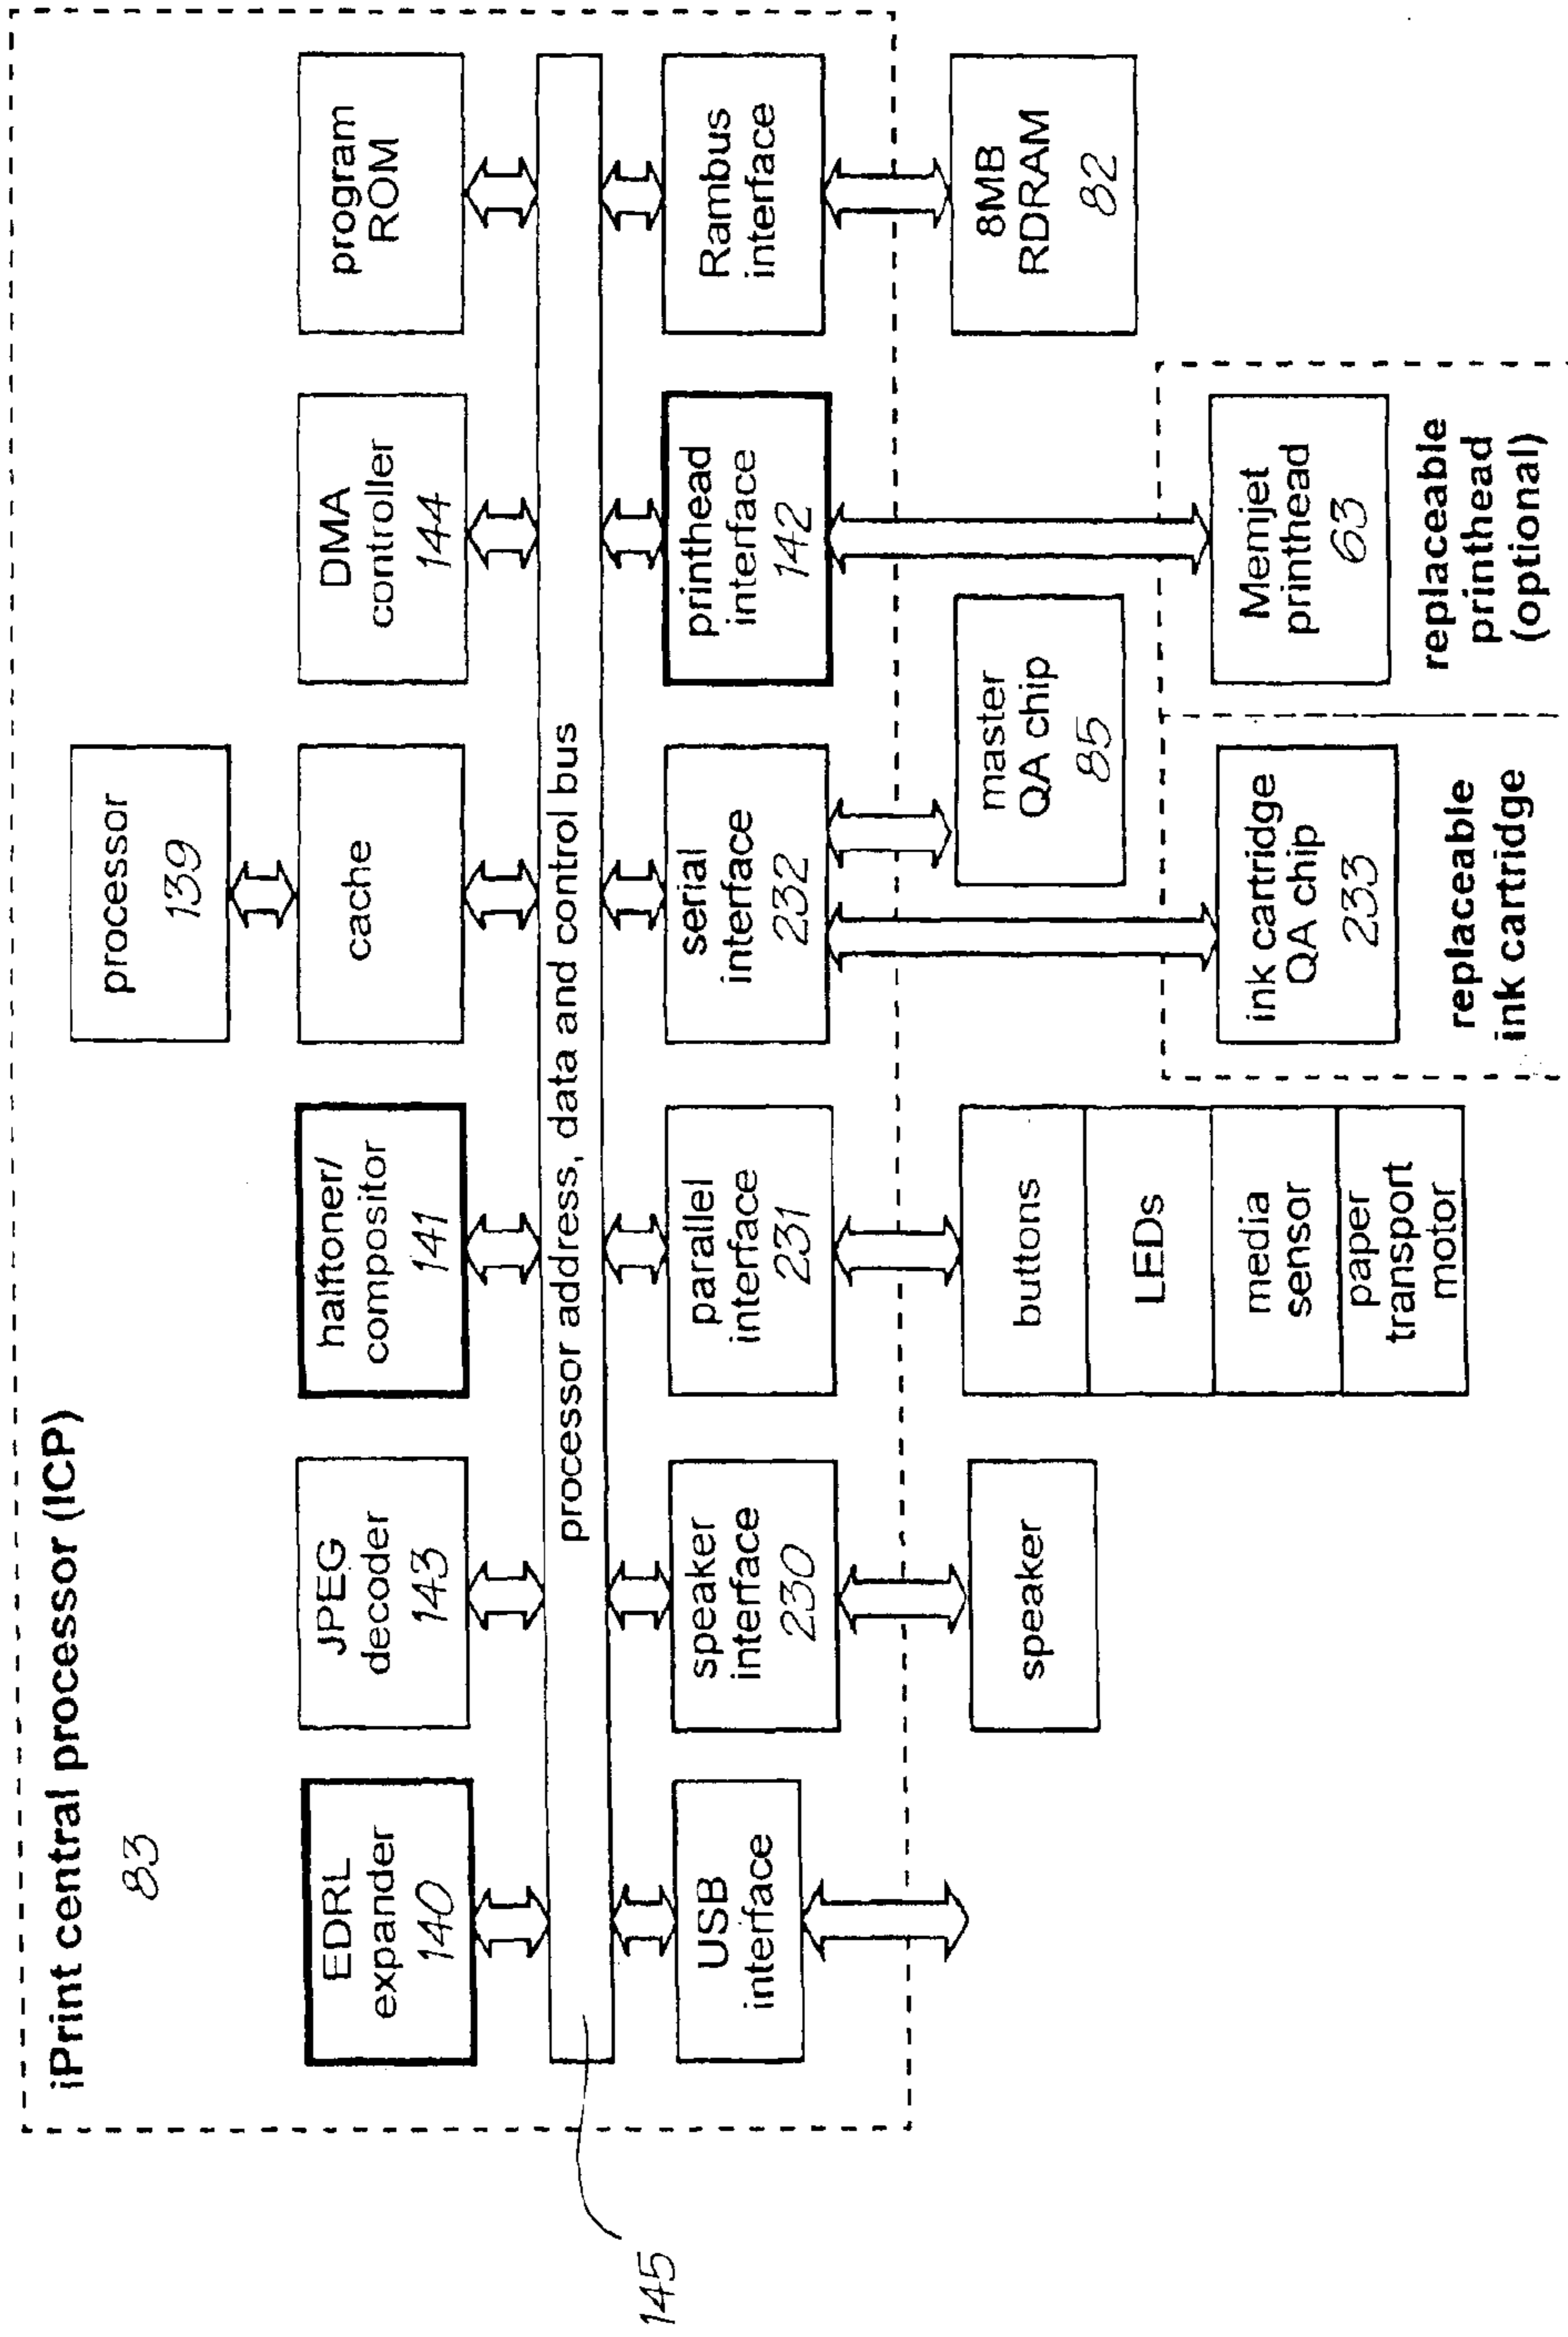 iPrint central processor (ICP)
83
processor
139
EDRL
expander
140
JPEG
decoder
143
halftoner/
compositor
141
cache
DMA
controller
144
program
ROM
processor address, data and control bus
145
USB
interface
speaker
interface
230
parallel
interface
231
serial
interface
232
printhead
interface
142
Rambus
interface
speaker
buttons
LEDs
media
sensor
paper
transport
motor
master
QA chip
85
8MB
RDRAM
82
ink cartridge
QA chip
233
replaceable
ink cartridge
Memjet
printhead
63
replaceable
printhead
(optional)